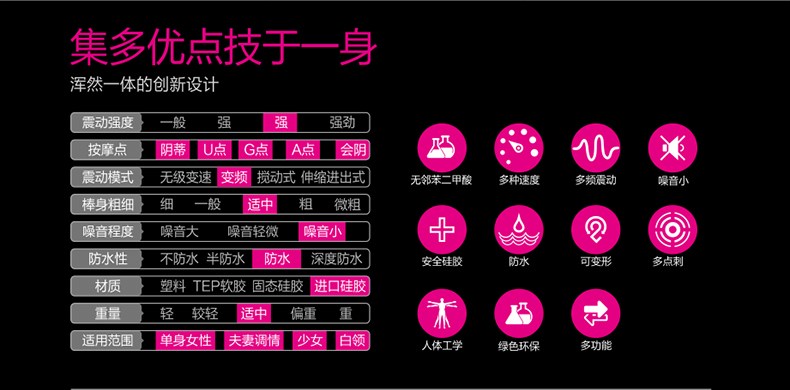 集多优点技于一身
浑然一体的创新设计
震动强度 一般 强 强 强劲
按摩点 阴蒂 U点 G点 A点 会阴
震动模式 无级变速 变频 搅动式 伸缩进出式
棒身粗细 细 一般 适中 粗 微粗
噪音程度 噪音大 噪音轻微 噪音小
防水性 不防水 半防水 防水 深度防水
材质 塑料 TEP软胶 固态硅胶 进口硅胶
重量 轻 较轻 适中 偏重 重
适用范围 单身女性 夫妻调情 少女 白领
无邻苯二甲酸 多种速度 多频震动 噪音小
安全硅胶 防水 可变形 多点刺
人体工学 绿色环保 多功能